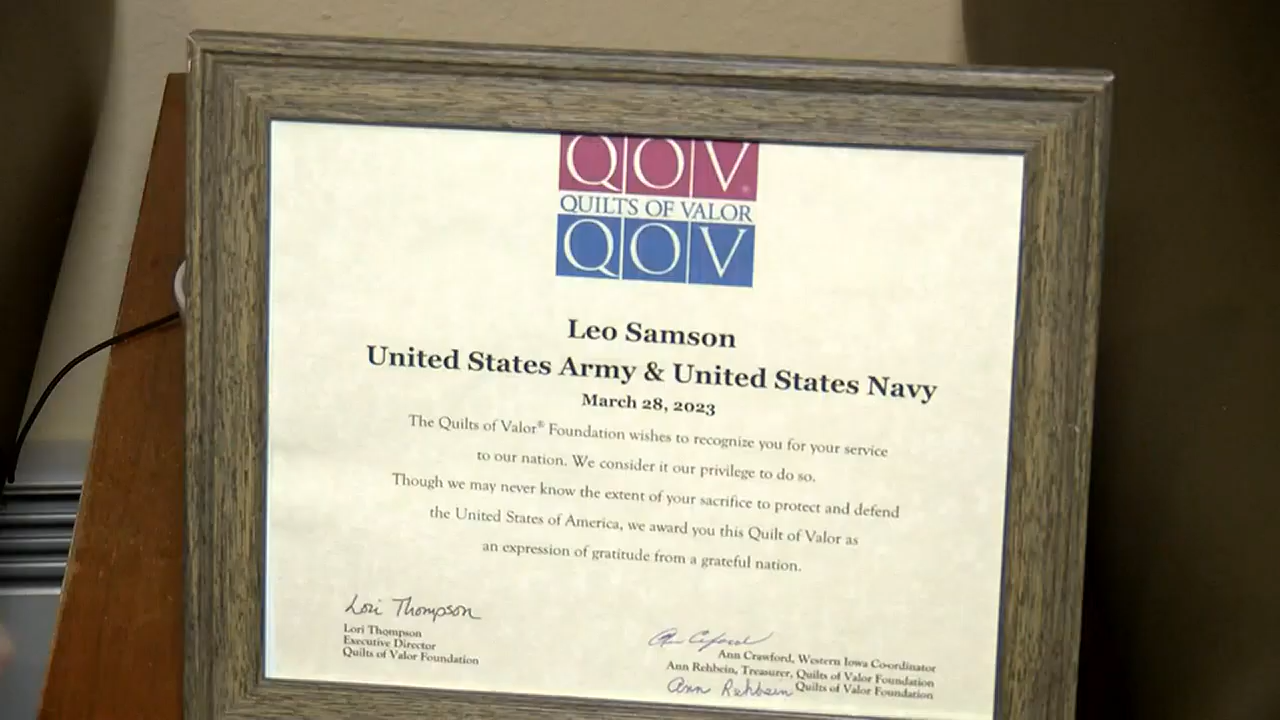 QOV
QUILTS OF VALOR
QOV
Leo Samson
United States Army & United States Navy
March 28, 2023
The Quilts of Valor® Foundation wishes to recognize you for your service
to our nation. We consider it our privilege to do so.
Though we may never know the extent of your sacrifice to protect and defend
the United States of America, we award you this Quilt of Valor as
an expression of gratitude from a grateful nation.
Lori Thompson
Lori Thompson
Executive Director
Quilts of Valor Foundation
Ann Crawford
Ann Crawford, Western Iowa Co-ordinator
Ann Rehbein, Treasurer, Quilts of Valor Foundation
Ann Rehbein Quilts of Valor Foundation